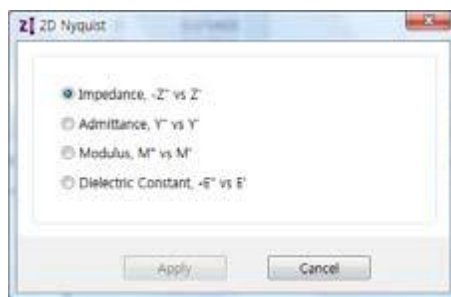 2D Nyquist
Impedance, -Z" vs Z'
Admittance, Y" vs Y'
Modulus, M" vs M'
Dielectric Constant, -E" vs E'
Apply
Cancel